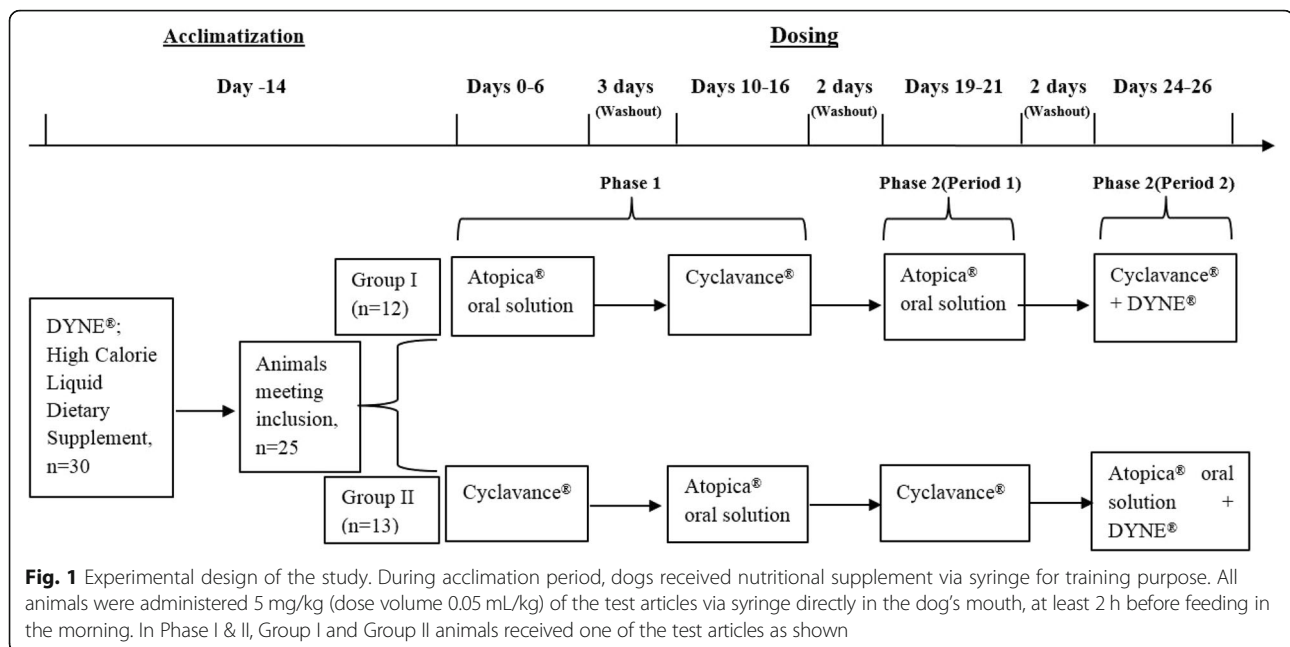 Acclimatization
Dosing
Day -14
Days 0-6
3 days
(Washout)
Days 10-16
2 days
(Washout)
Days 19-21
2 days
(Washout)
Days 24-26
Phase 1
Phase 2(Period 1)
Phase 2(Period 2)
DYNE®;
High Calorie
Liquid
Dietary
Supplement,
n=30
Animals
meeting
inclusion,
n=25
Group I
(n=12)
Atopica®
oral solution
Cyclavance®
Atopica®
oral solution
Cyclavance®
+ DYNE®
Group II
(n=13)
Cyclavance®
Atopica®
oral solution
Cyclavance®
Atopica® oral
solution +
DYNE®
Fig. 1 Experimental design of the study. During acclimation period, dogs received nutritional supplement via syringe for training purpose. All
animals were administered 5 mg/kg (dose volume 0.05 mL/kg) of the test articles via syringe directly in the dog's mouth, at least 2 h before feeding in
the morning. In Phase I & II, Group I and Group II animals received one of the test articles as shown